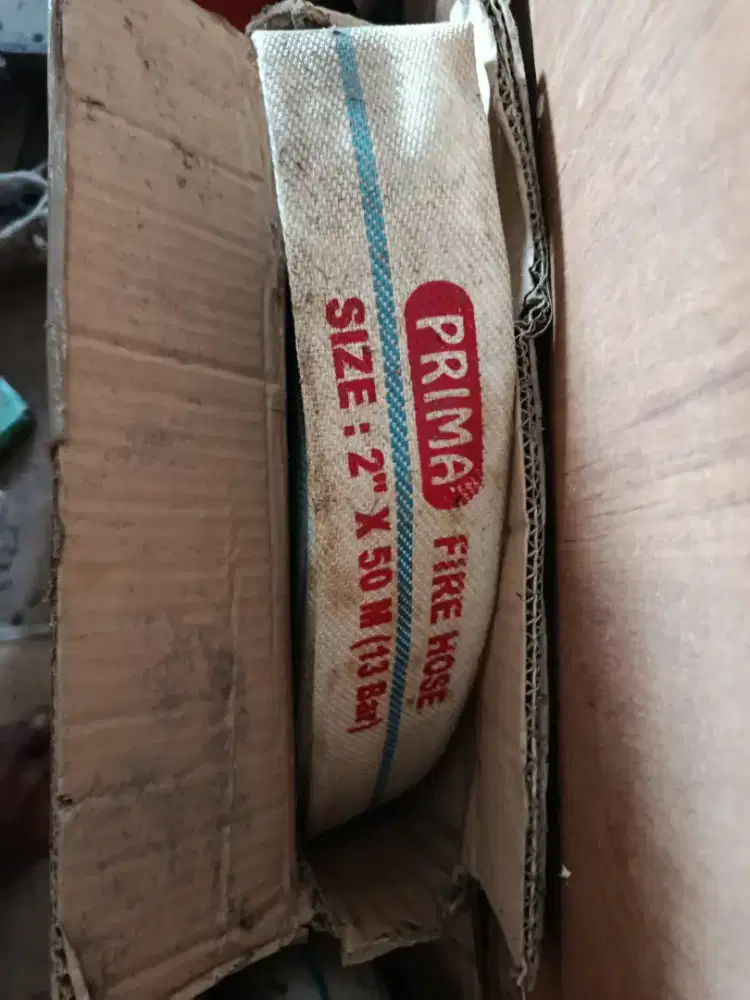 PRIMA FIRE HOSE
SIZE : 2" X 50 M (13 Bar)